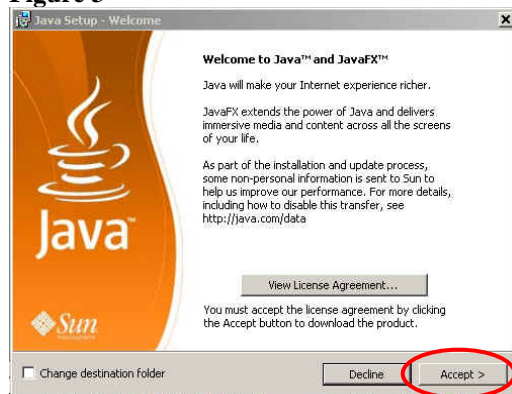 Java Setup - Welcome
Welcome to Java™ and JavaFX™
Java will make your Internet experience richer.
JavaFX extends the power of Java and delivers
immersive media and content across all the screens
of your life.
As part of the installation and update process,
some non-personal information is sent to Sun to
help us improve our performance. For more details,
including how to disable this transfer, see
http://java.com/data
Java™
View License Agreement...
You must accept the license agreement by clicking
the Accept button to download the product.
Sun
Change destination folder
Decline
Accept >